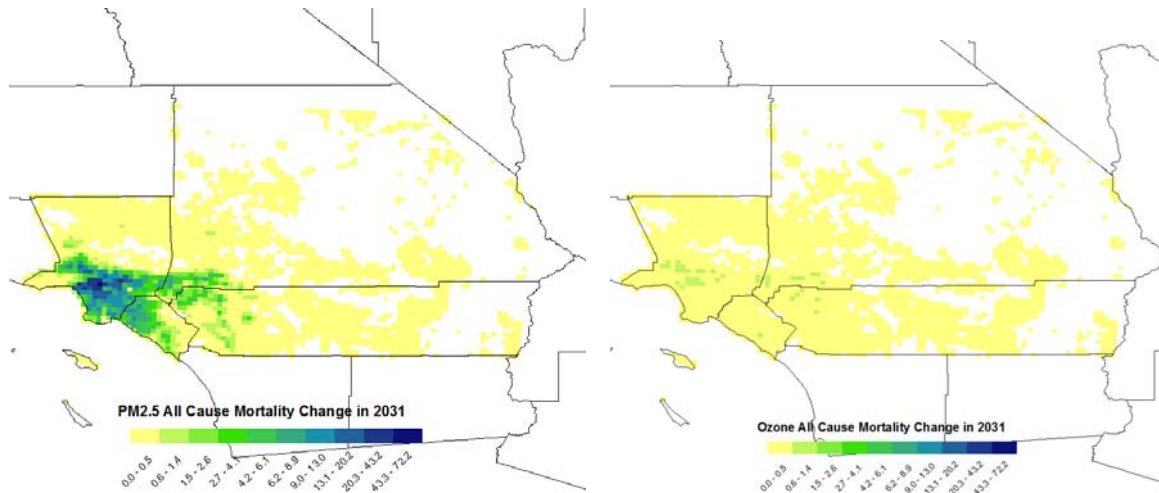 PM2.5 All Cause Mortality Change in 2031
0.0 - 0.5
0.6 - 1.4
1.5 - 2.6
2.7 - 4.1
4.2 - 6.1
6.2 - 8.9
9.0 - 13.0
13.1 - 20.2
20.3 - 43.2
43.3 - 72.2
Ozone All Cause Mortality Change in 2031
0.0 - 0.5
0.6 - 1.4
1.5 - 2.6
2.7 - 4.1
4.2 - 6.1
6.2 - 8.9
9.0 - 13.0
13.1 - 20.2
20.3 - 43.2
43.3 - 72.2